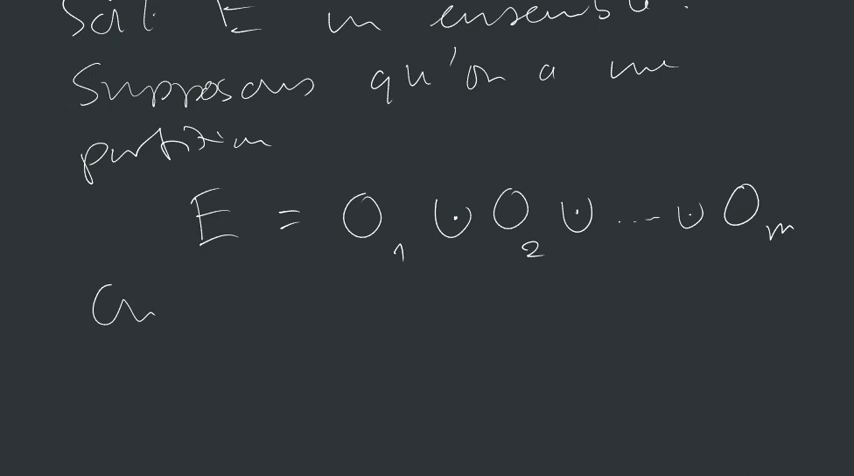 Soit E un ensemble.
Supposons qu'on a une
partition
E = O₁ ⊍ O₂ ⊍ ... ⊍ Oₘ
On